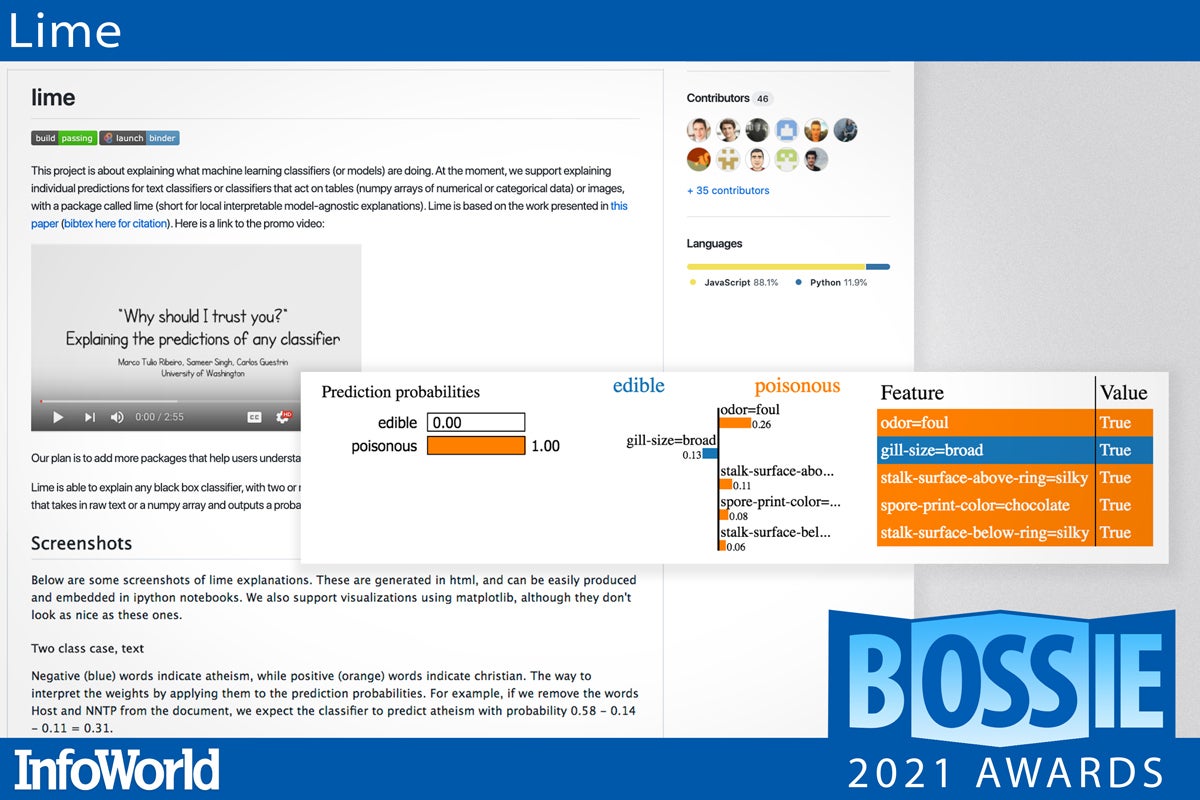 Lime
lime
build passing launch binder
This project is about explaining what machine learning classifiers (or models) are doing. At the moment, we support explaining
individual predictions for text classifiers or classifiers that act on tables (numpy arrays of numerical or categorical data) or images,
with a package called lime (short for local interpretable model-agnostic explanations). Lime is based on the work presented in this
paper (bibtex here for citation). Here is a link to the promo video:
"Why should I trust you?"
Explaining the predictions of any classifier
Marco Tulio Ribeiro, Sameer Singh, Carlos Guestrin
University of Washington
0:00 / 2:55
CC
HD
Our plan is to add more packages that help users understa
Lime is able to explain any black box classifier, with two or
that takes in raw text or a numpy array and outputs a proba
Screenshots
Below are some screenshots of lime explanations. These are generated in html, and can be easily produced
and embedded in ipython notebooks. We also support visualizations using matplotlib, although they don't
look as nice as these ones.
Two class case, text
Negative (blue) words indicate atheism, while positive (orange) words indicate christian. The way to
interpret the weights by applying them to the prediction probabilities. For example, if we remove the words
Host and NNTP from the document, we expect the classifier to predict atheism with probability 0.58 - 0.14
- 0.11 = 0.31.
Contributors 46
+ 35 contributors
Languages
JavaScript 88.1% Python 11.9%
Prediction probabilities
edible 0.00
poisonous 1.00
edible poisonous
odor=foul
0.26
gill-size=broad
0.13
stalk-surface-abo...
0.11
spore-print-color=...
0.08
stalk-surface-bel...
0.06
Feature Value
odor=foul True
gill-size=broad True
stalk-surface-above-ring=silky True
spore-print-color=chocolate True
stalk-surface-below-ring=silky True
BOSSIE
2021 AWARDS
InfoWorld